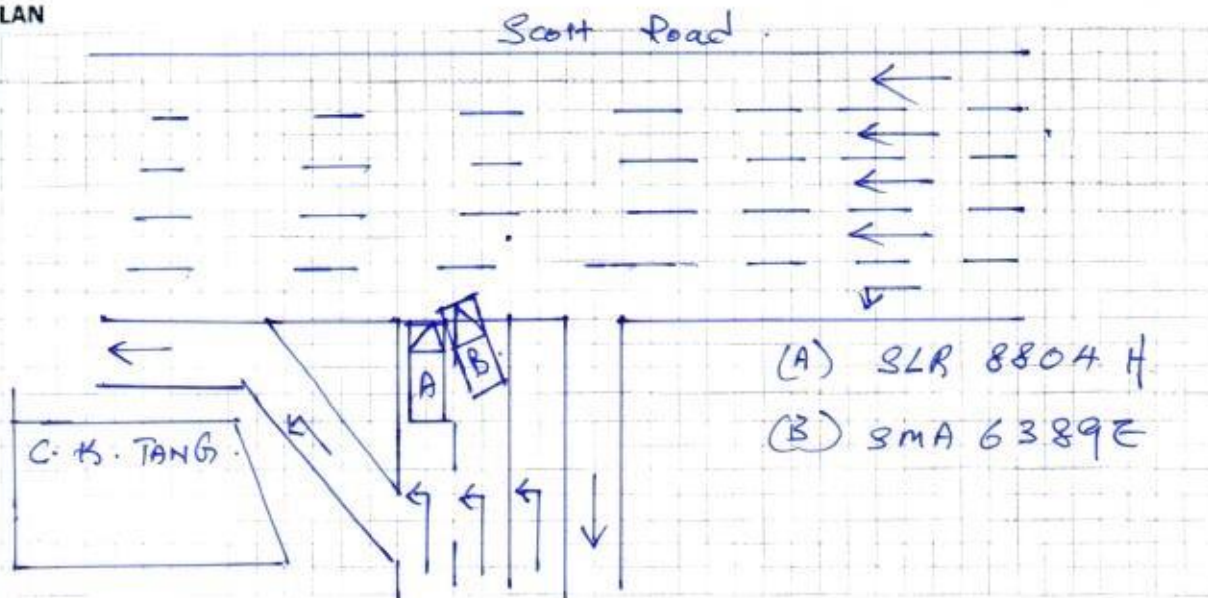 LAN
Scott Road
(A) SLR 8804 H
(B) SMA 6389E
A
B
C. K. TANG.